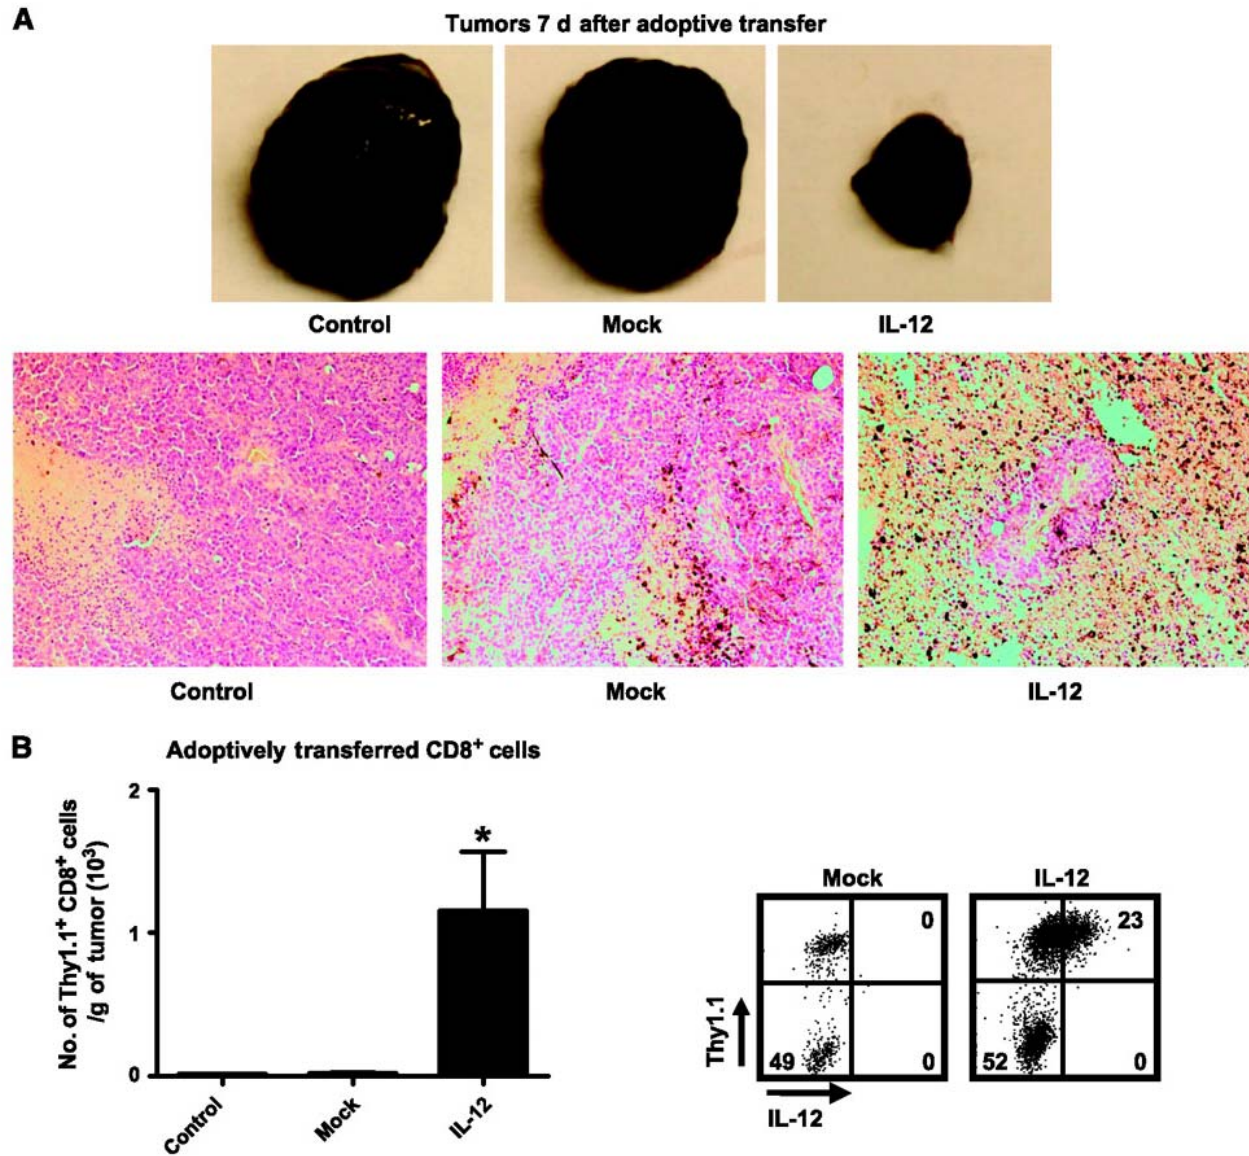 A
Tumors 7 d after adoptive transfer
Control
Mock
IL-12
Control
Mock
IL-12
B
Adoptively transferred CD8⁺ cells
No. of Thy1.1⁺ CD8⁺ cells
/g of tumor (10³)
2
1
0
*
Control
Mock
IL-12
Mock
0
49
0
IL-12
23
52
0
Thy1.1
IL-12